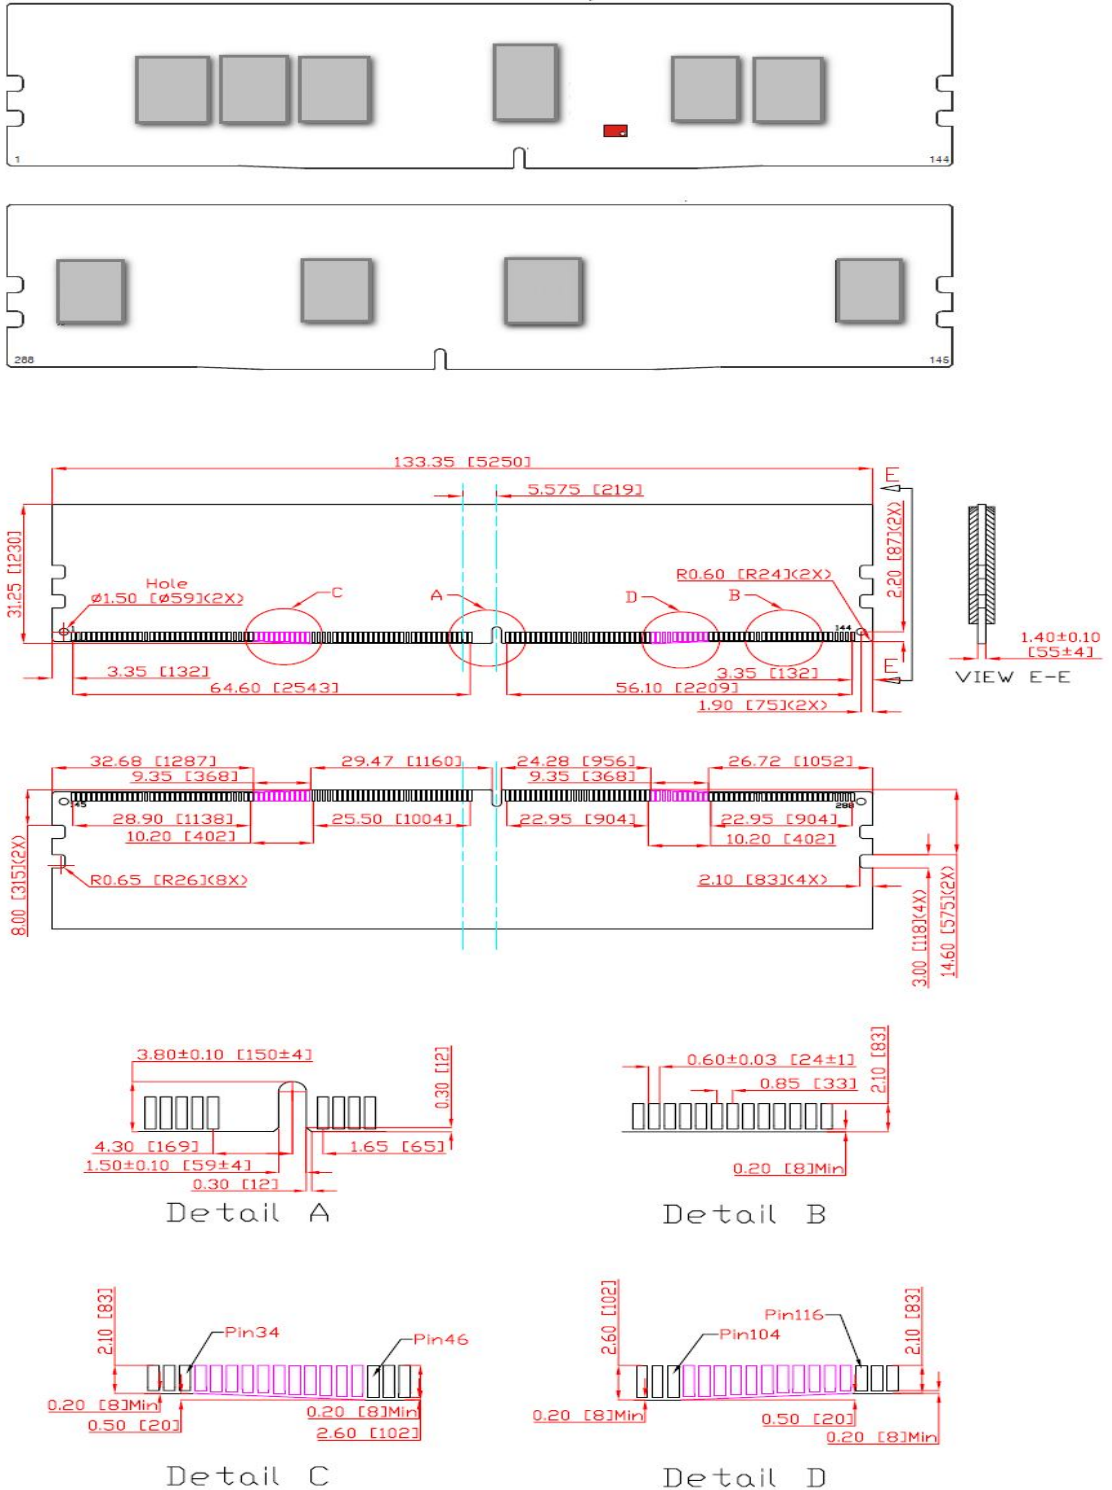 1
144
288
145
133.35 [5250]
5.575 [219]
E
31.25 [1230]
Hole
Ø1.50 [Ø59](2X)
C
A
D
B
R0.60 [R24](2X)
2.20 [87](2X)
1
144
3.35 [132]
64.60 [2543]
3.35 [132]
56.10 [2209]
1.90 [75](2X)
E
1.40±0.10
[55±4]
VIEW E-E
32.68 [1287]
29.47 [1160]
24.28 [956]
26.72 [1052]
9.35 [368]
9.35 [368]
145
288
28.90 [1138]
25.50 [1004]
22.95 [904]
22.95 [904]
10.20 [402]
10.20 [402]
8.00 [315](2X)
R0.65 [R26](8X)
2.10 [83](4X)
3.00 [118](4X)
14.60 [575](2X)
3.80±0.10 [150±4]
0.30 [12]
4.30 [169]
1.65 [65]
1.50±0.10 [59±4]
0.30 [12]
Detail A
0.60±0.03 [24±1]
0.85 [33]
2.10 [83]
0.20 [8]Min
Detail B
2.10 [83]
Pin34
Pin46
0.20 [8]Min
0.50 [20]
0.20 [8]Min
2.60 [102]
Detail C
2.60 [102]
Pin116
Pin104
2.10 [83]
0.20 [8]Min
0.50 [20]
0.20 [8]Min
Detail D